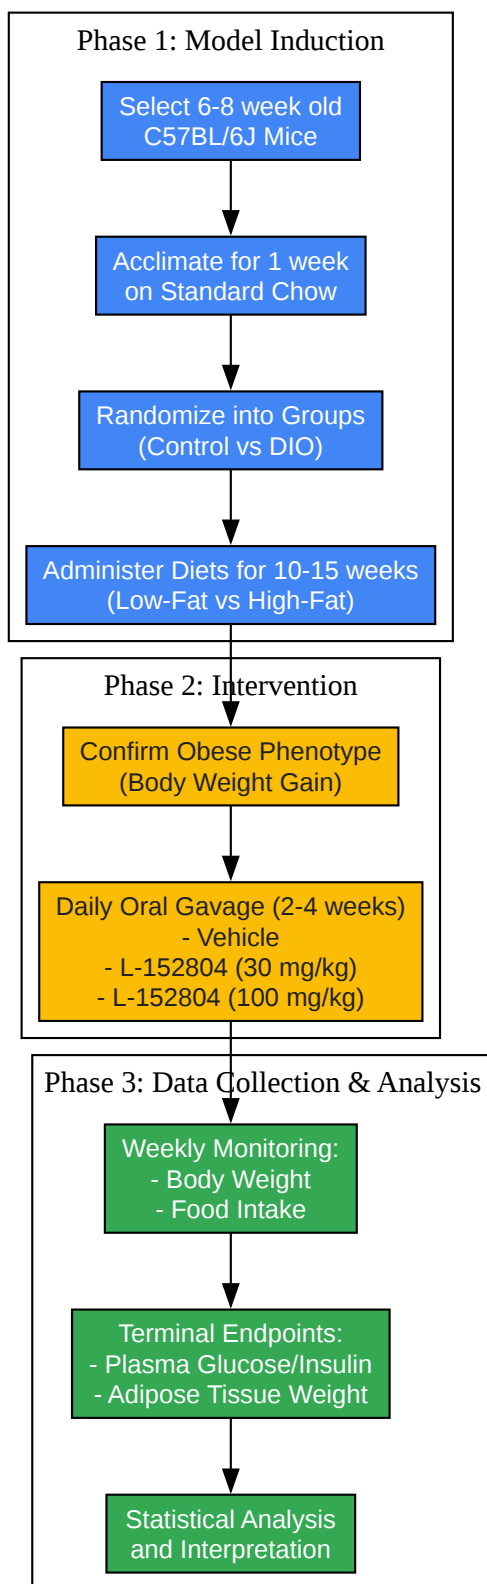 Phase 1: Model Induction
Select 6-8 week old
C57BL/6J Mice
Acclimate for 1 week
on Standard Chow
Randomize into Groups
(Control vs DIO)
Administer Diets for 10-15 weeks
(Low-Fat vs High-Fat)
Phase 2: Intervention
Confirm Obese Phenotype
(Body Weight Gain)
Daily Oral Gavage (2-4 weeks)
- Vehicle
- L-152804 (30 mg/kg)
- L-152804 (100 mg/kg)
Phase 3: Data Collection & Analysis
Weekly Monitoring:
- Body Weight
- Food Intake
Terminal Endpoints:
- Plasma Glucose/Insulin
- Adipose Tissue Weight
Statistical Analysis
and Interpretation